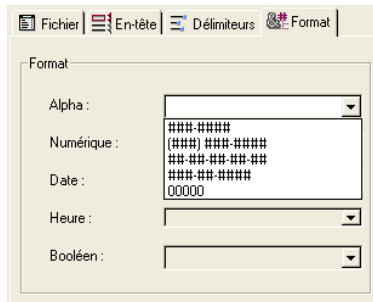 Fichier En-tête Délimiteurs Format
Format
Alpha :
###-####
Numérique :
(###) ###-####
##-##-##-##-##
Date :
###-##-####
00000
Heure :
Booléen :